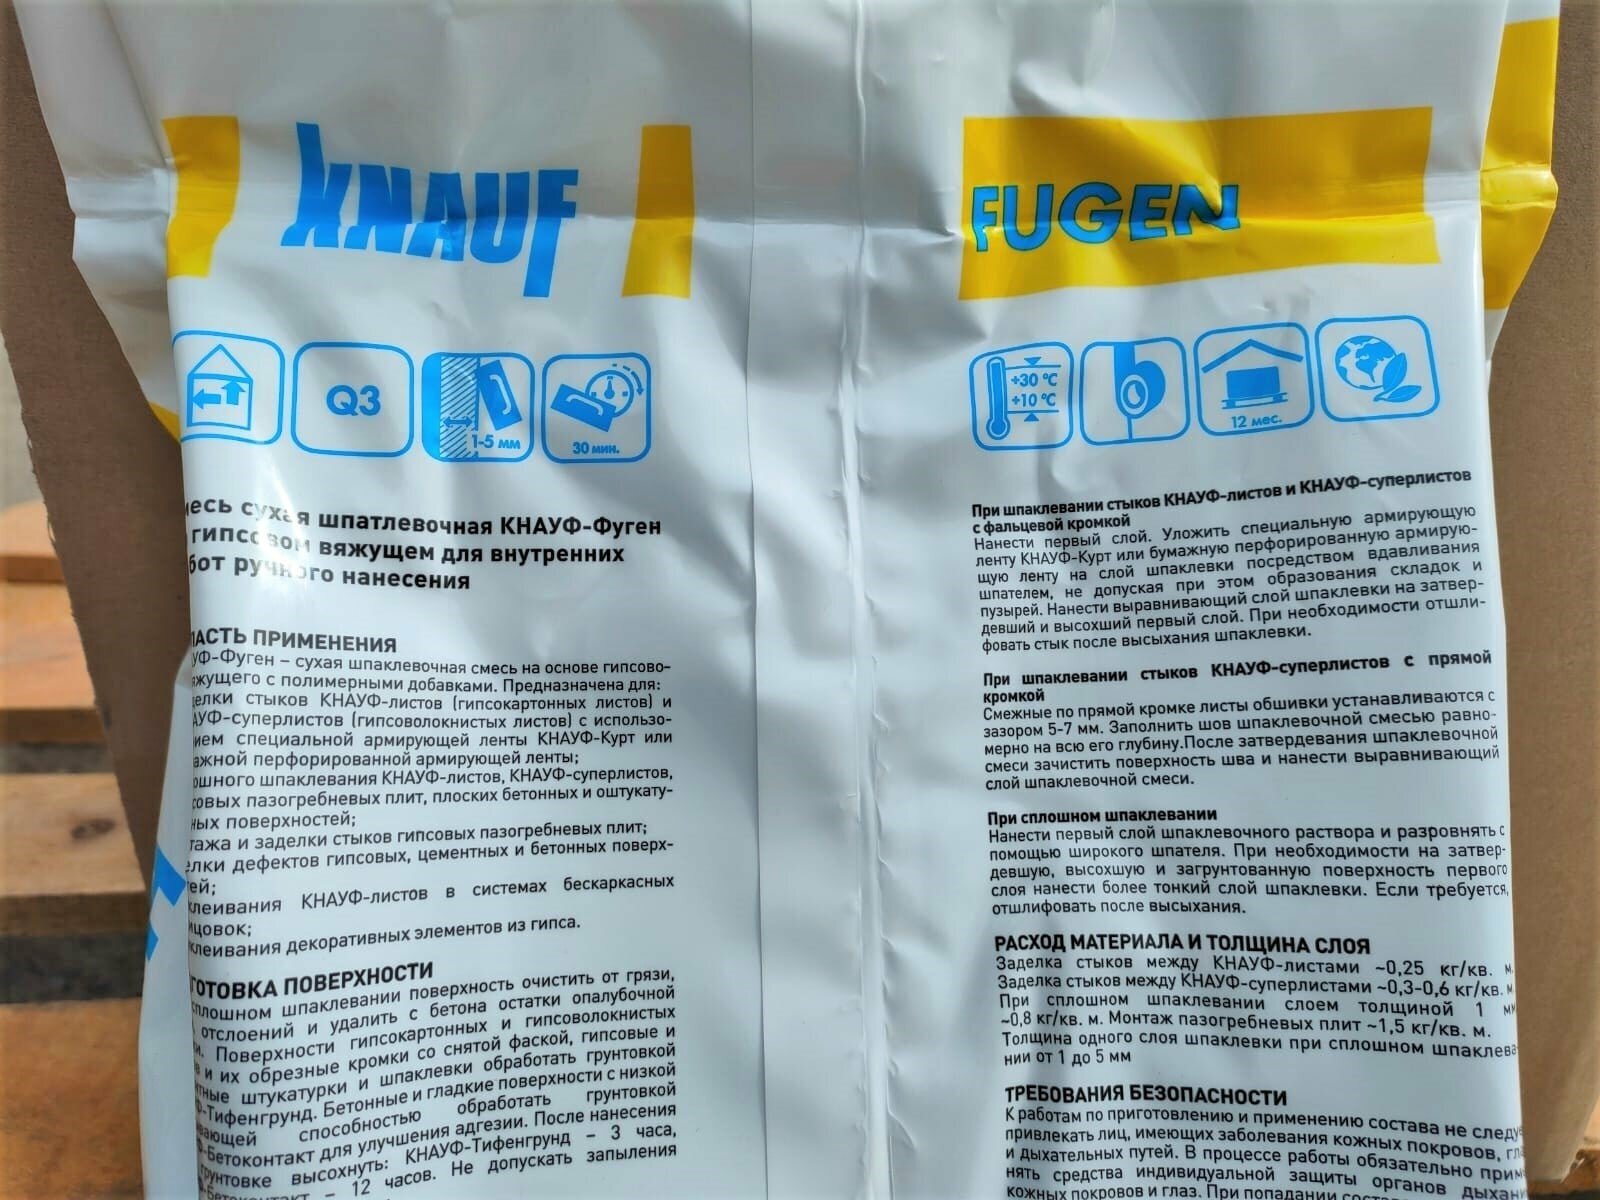 KNAUF
Q3
1-5 мм
30 мин.
есь сухая шпатлевочная КНАУФ-Фуген
гипсовом вяжущем для внутренних
бот ручного нанесения
ЛАСТЬ ПРИМЕНЕНИЯ
УФ-Фуген – сухая шпаклевочная смесь на основе гипсово-
яжущего с полимерными добавками. Предназначена для:
елки стыков КНАУФ-листов (гипсокартонных листов) и
АУФ-суперлистов (гипсоволокнистых листов) с использо-
ием специальной армирующей ленты КНАУФ-Курт или
ажной перфорированной армирующей ленты;
ошного шпаклевания КНАУФ-листов, КНАУФ-суперлистов,
совых пазогребневых плит, плоских бетонных и оштукату-
ных поверхностей;
тажа и заделки стыков гипсовых пазогребневых плит;
елки дефектов гипсовых, цементных и бетонных поверх-
тей;
клеивания КНАУФ-листов в системах бескаркасных
ицовок;
клеивания декоративных элементов из гипса.
ГОТОВКА ПОВЕРХНОСТИ
сплошном шпаклевании поверхность очистить от грязи,
отслоений и удалить с бетона остатки опалубочной
и. Поверхности гипсокартонных и гипсоволокнистых
в и их обрезные кромки со снятой фаской, гипсовые и
нтные штукатурки и шпаклевки обработать грунтовкой
Ф-Тифенгрунд. Бетонные и гладкие поверхности с низкой
вающей способностью обработать грунтовкой
Ф-Бетоконтакт для улучшения адгезии. После нанесения
грунтовке высохнуть: КНАУФ-Тифенгрунд – 3 часа,
Ф-Бетоконтакт – 12 часов. Не допускать запыления
FUGEN
+30 °C
+10 °C
12 мес.
При шпаклевании стыков КНАУФ-листов и КНАУФ-суперлистов
с фальцевой кромкой
Нанести первый слой. Уложить специальную армирующую
ленту КНАУФ-Курт или бумажную перфорированную армирую-
щую ленту на слой шпаклевки посредством вдавливания
шпателем, не допуская при этом образования складок и
пузырей. Нанести выравнивающий слой шпаклевки на затвер-
девший и высохший первый слой. При необходимости отшли-
фовать стык после высыхания шпаклевки.
При шпаклевании стыков КНАУФ-суперлистов с прямой
кромкой
Смежные по прямой кромке листы обшивки устанавливаются с
зазором 5-7 мм. Заполнить шов шпаклевочной смесью равно-
мерно на всю его глубину.После затвердевания шпаклевочной
смеси зачистить поверхность шва и нанести выравнивающий
слой шпаклевочной смеси.
При сплошном шпаклевании
Нанести первый слой шпаклевочного раствора и разровнять с
помощью широкого шпателя. При необходимости на затвер-
девшую, высохшую и загрунтованную поверхность первого
слоя нанести более тонкий слой шпаклевки. Если требуется,
отшлифовать после высыхания.
РАСХОД МАТЕРИАЛА И ТОЛЩИНА СЛОЯ
Заделка стыков между КНАУФ-листами ~0,25 кг/кв. м.
Заделка стыков между КНАУФ-суперлистами ~0,3-0,6 кг/кв. м.
При сплошном шпаклевании слоем толщиной 1 мм
~0,8 кг/кв. м. Монтаж пазогребневых плит ~1,5 кг/кв. м.
Толщина одного слоя шпаклевки при сплошном шпаклева-
нии от 1 до 5 мм
ТРЕБОВАНИЯ БЕЗОПАСНОСТИ
К работам по приготовлению и применению состава не следу
привлекать лиц, имеющих заболевания кожных покровов, гл
и дыхательных путей. В процессе работы обязательно прим
нять средства индивидуальной защиты органов дыхан
кожных покровов и глаз. При попадании